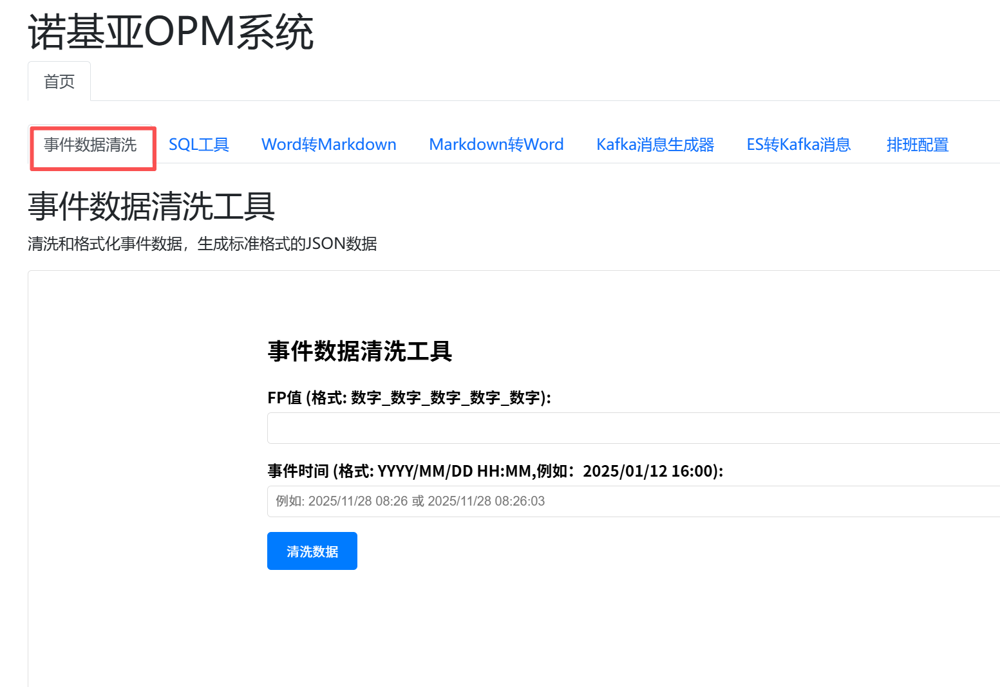 诺基亚OPM系统
首页
事件数据清洗 SQL工具 Word转Markdown Markdown转Word Kafka消息生成器 ES转Kafka消息 排班配置
事件数据清洗工具
清洗和格式化事件数据，生成标准格式的JSON数据
事件数据清洗工具
FP值 (格式: 数字_数字_数字_数字_数字):
事件时间 (格式: YYYY/MM/DD HH:MM,例如：2025/01/12 16:00):
例如: 2025/11/28 08:26 或 2025/11/28 08:26:03
清洗数据